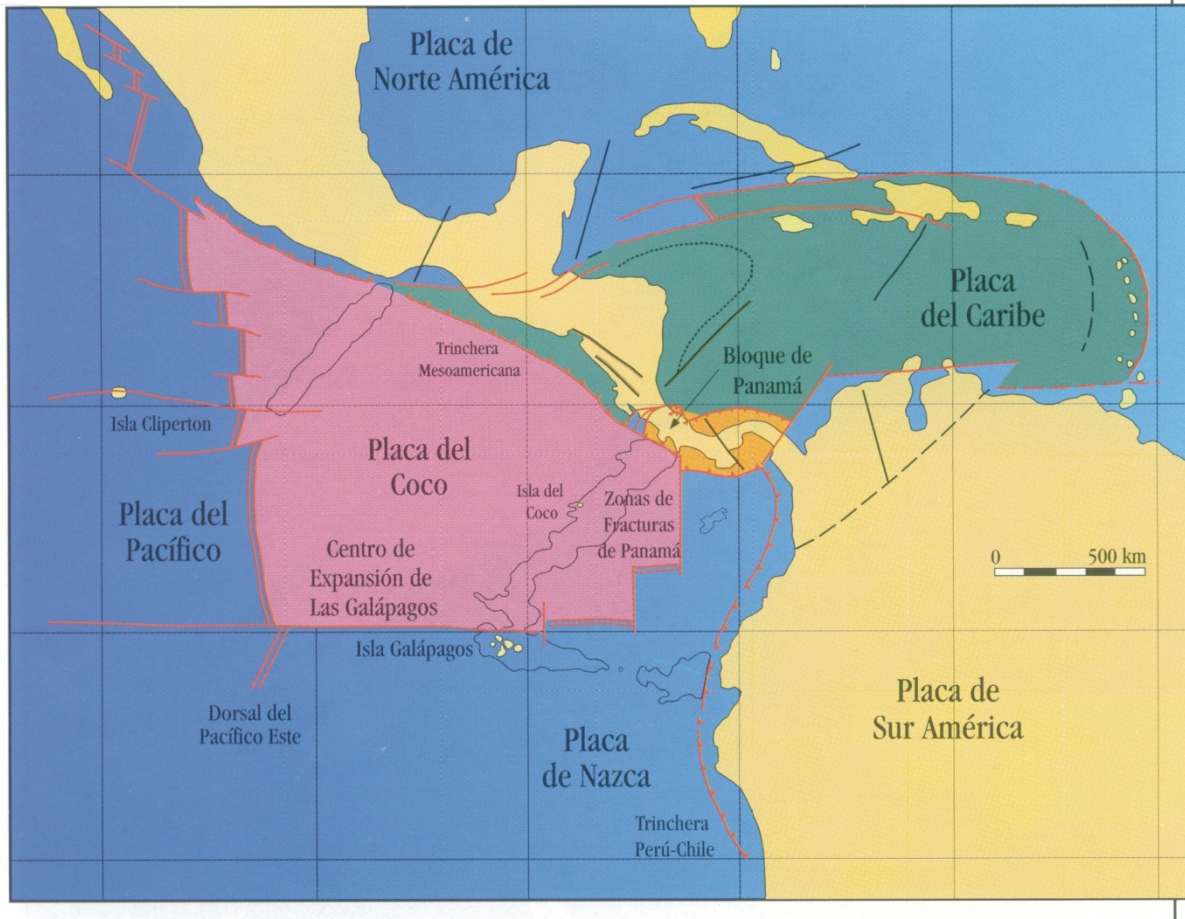 Placa de
Norte América
Placa
del Caribe
Trinchera
Mesoamericana
Bloque de
Panamá
Isla Cliperton
Placa del
Coco
Isla del
Coco
Zonas de
Fracturas
de Panamá
Placa del
Pacífico
Centro de
Expansión de
Las Galápagos
0 500 km
Isla Galápagos
Dorsal del
Pacífico Este
Placa
de Nazca
Placa de
Sur América
Trinchera
Perú-Chile